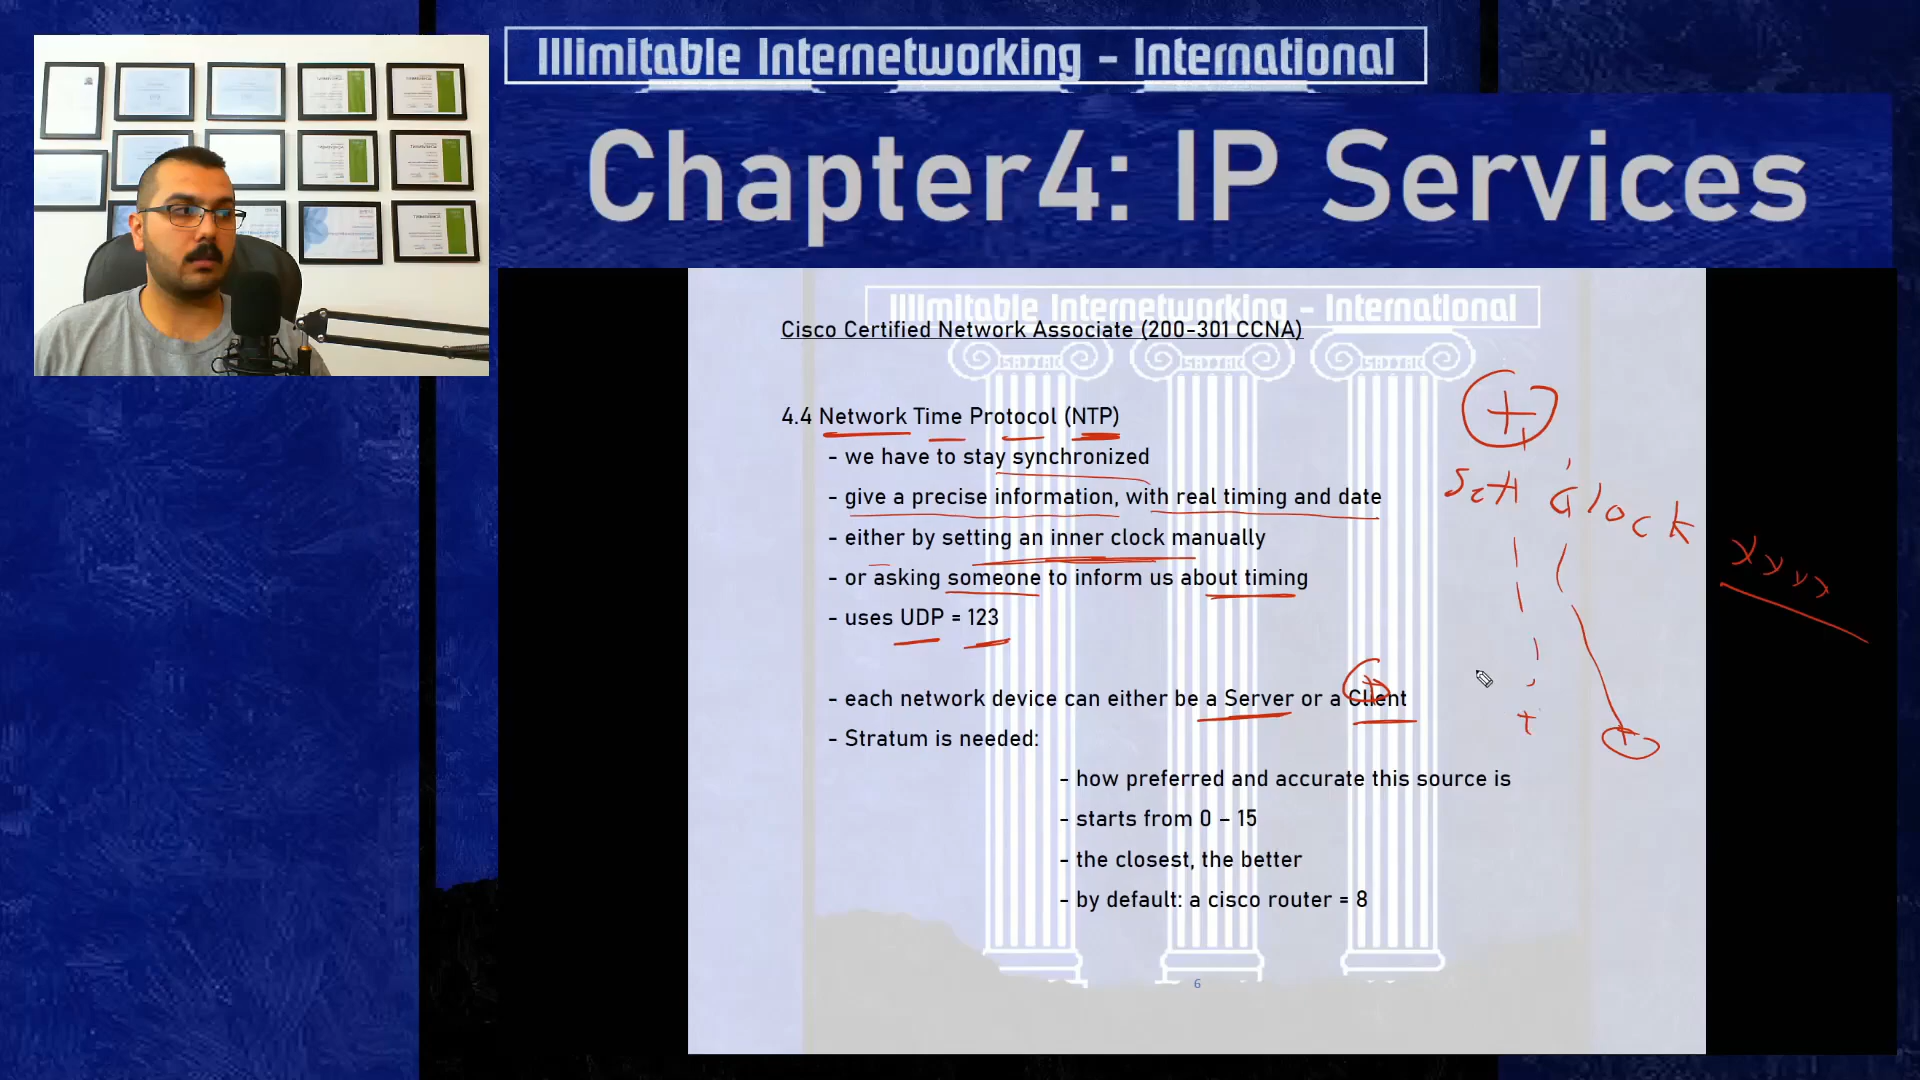 Illimitable Internetworking - International
Chapter4: IP Services
Illimitable Internetworking - International
Cisco Certified Network Associate (200-301 CCNA)
4.4 Network Time Protocol (NTP)
- we have to stay synchronized
- give a precise information, with real timing and date
- either by setting an inner clock manually
- or asking someone to inform us about timing
- uses UDP = 123
- each network device can either be a Server or a Client
- Stratum is needed:
- how preferred and accurate this source is
- starts from 0 - 15
- the closest, the better
- by default: a cisco router = 8
6
Set Clock